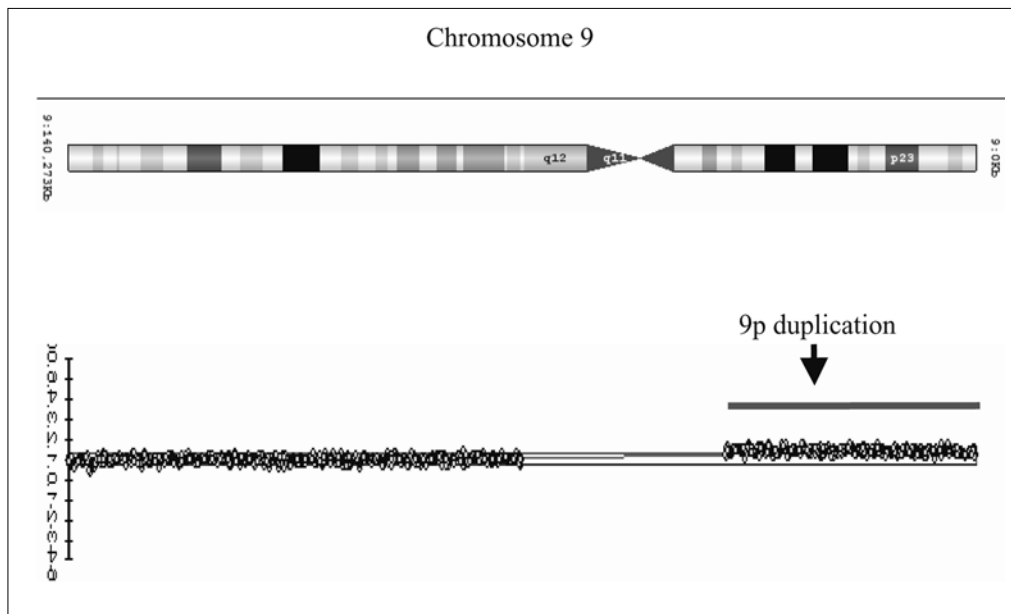 Chromosome 9
9:140,273Kb
q12 q11 p23
9:0Kb
9p duplication